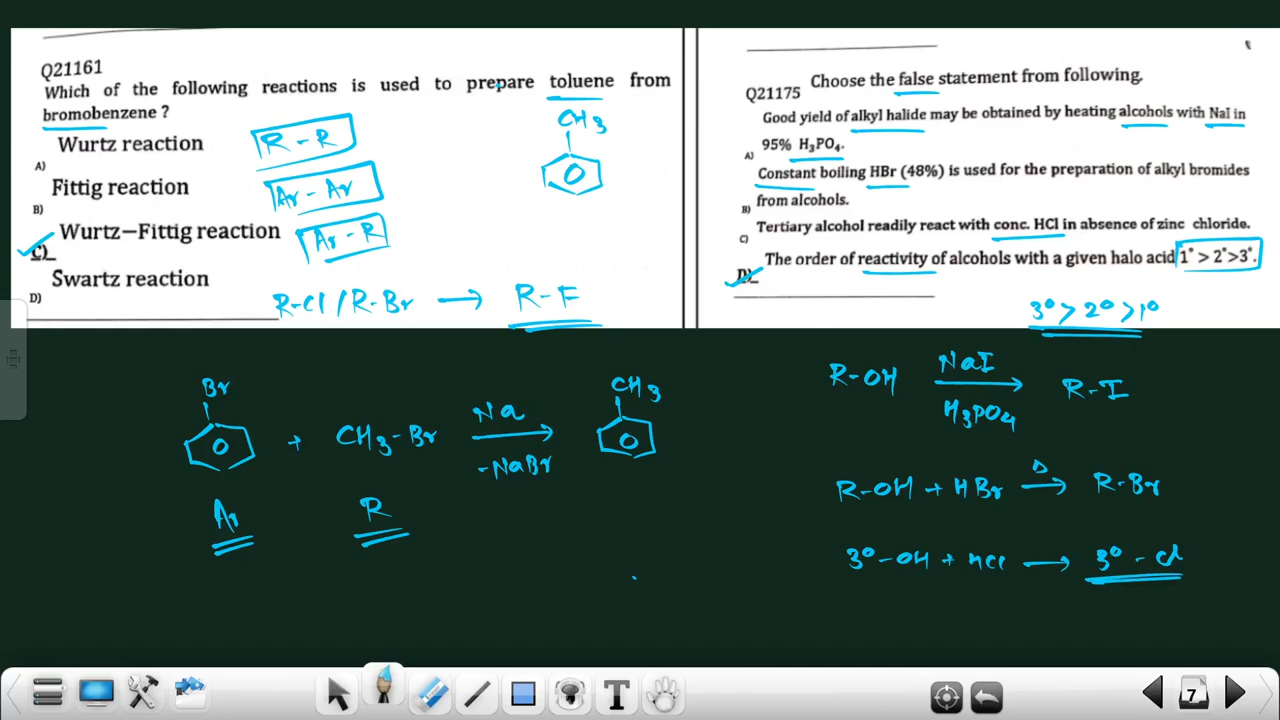 Q21161
Which of the following reactions is used to prepare toluene from
bromobenzene ?
CH3
Wurtz reaction
R - R
A)
Fittig reaction
Ar - Ar
B)
Wurtz-Fittig reaction
Ar - R
C)
Swartz reaction
D)
R-Cl / R-Br → R-F
Br
+ CH3-Br
Na
-NaBr
CH3
Ar
R
Q21175
Choose the false statement from following.
Good yield of alkyl halide may be obtained by heating alcohols with NaI in
95% H3PO4.
A)
Constant boiling HBr (48%) is used for the preparation of alkyl bromides
B) from alcohols.
Tertiary alcohol readily react with conc. HCl in absence of zinc chloride.
C)
The order of reactivity of alcohols with a given halo acid 1° > 2° > 3°.
D)
3° > 2° > 1°
R-OH
NaI
H3PO4
R-I
R-OH + HBr
Δ
→ R-Br
3°-OH + HCl → 3° - Cl
T
7